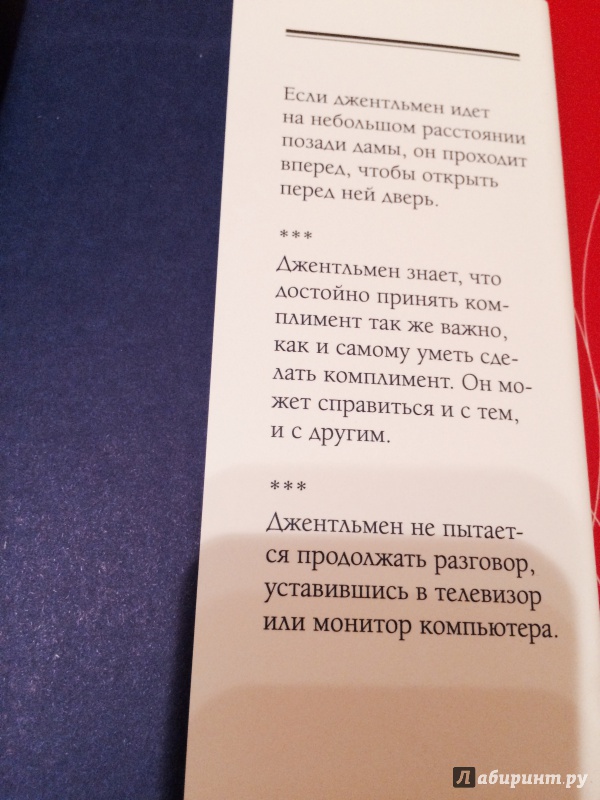 Если джентльмен идет
на небольшом расстоянии
позади дамы, он проходит
вперед, чтобы открыть
перед ней дверь.
***
Джентльмен знает, что
достойно принять ком-
плимент так же важно,
как и самому уметь сде-
лать комплимент. Он мо-
жет справиться и с тем,
и с другим.
***
Джентльмен не пытает-
ся продолжать разговор,
уставившись в телевизор
или монитор компьютера.
Лабиринт.ру